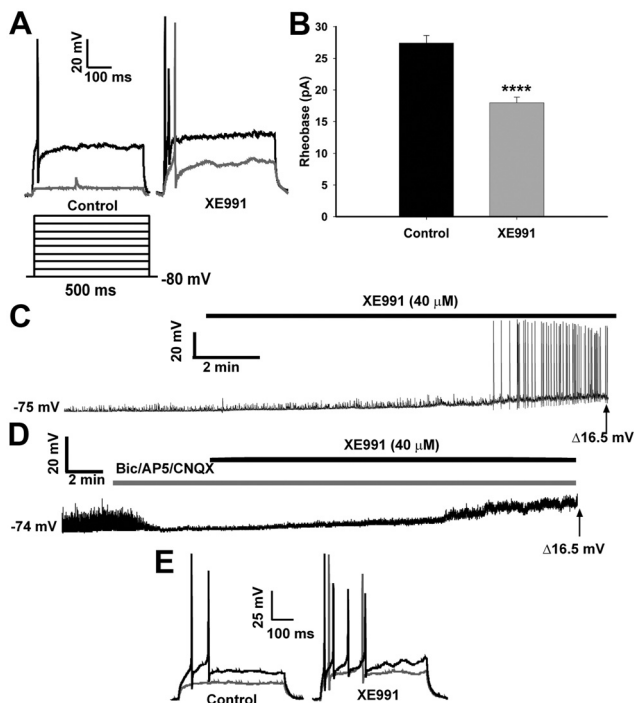 A
20 mV
100 ms
Control
XE991
500 ms
-80 mV
B
Rheobase (pA)
30
25
20
15
10
5
0
****
Control
XE991
C
XE991 (40 μM)
20 mV
2 min
-75 mV
Δ16.5 mV
D
20 mV
2 min
XE991 (40 μM)
Bic/AP5/CNQX
-74 mV
Δ16.5 mV
E
25 mV
100 ms
Control
XE991